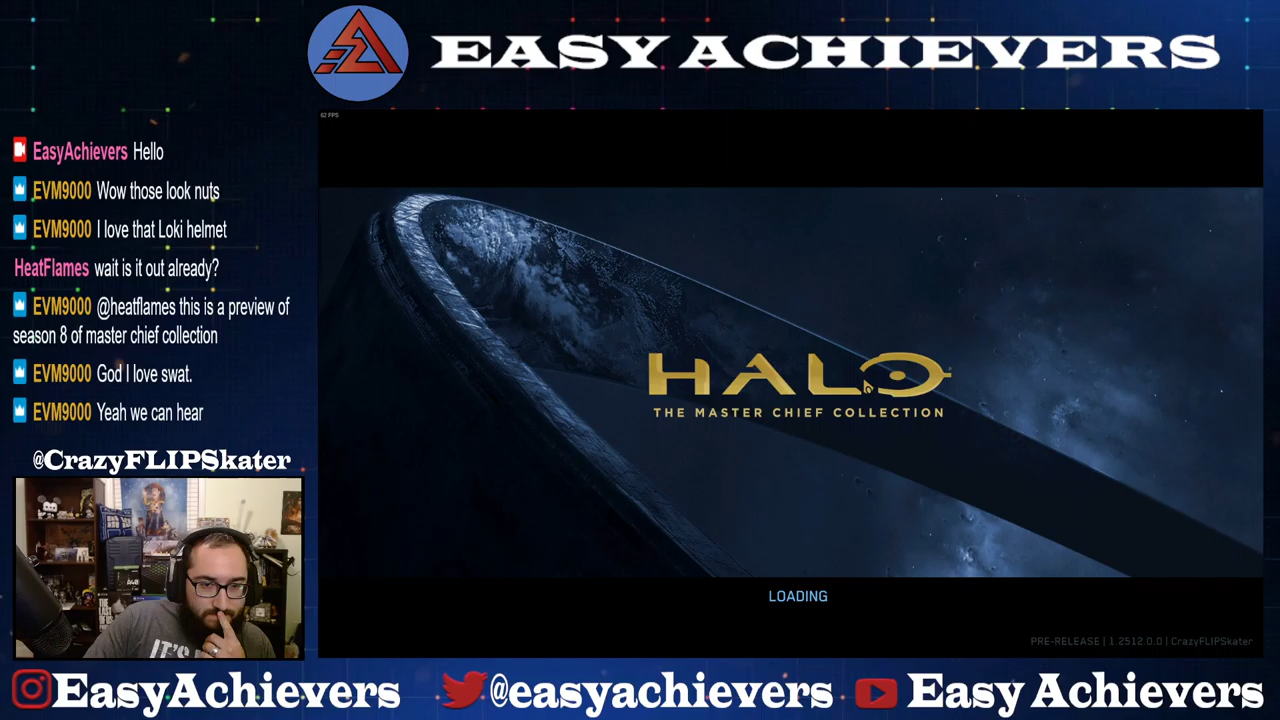 EASY ACHIEVERS
62 FPS
EasyAchievers Hello
EVM9000 Wow those look nuts
EVM9000 I love that Loki helmet
HeatFlames wait is it out already?
EVM9000 @heatflames this is a preview of
season 8 of master chief collection
EVM9000 God I love swat.
EVM9000 Yeah we can hear
@CrazyFLIPSkater
HALO
THE MASTER CHIEF COLLECTION
LOADING
PRE-RELEASE | 1.2512.0.0 | CrazyFLIPSkater
IT'S
EasyAchievers
@easyachievers
Easy Achievers